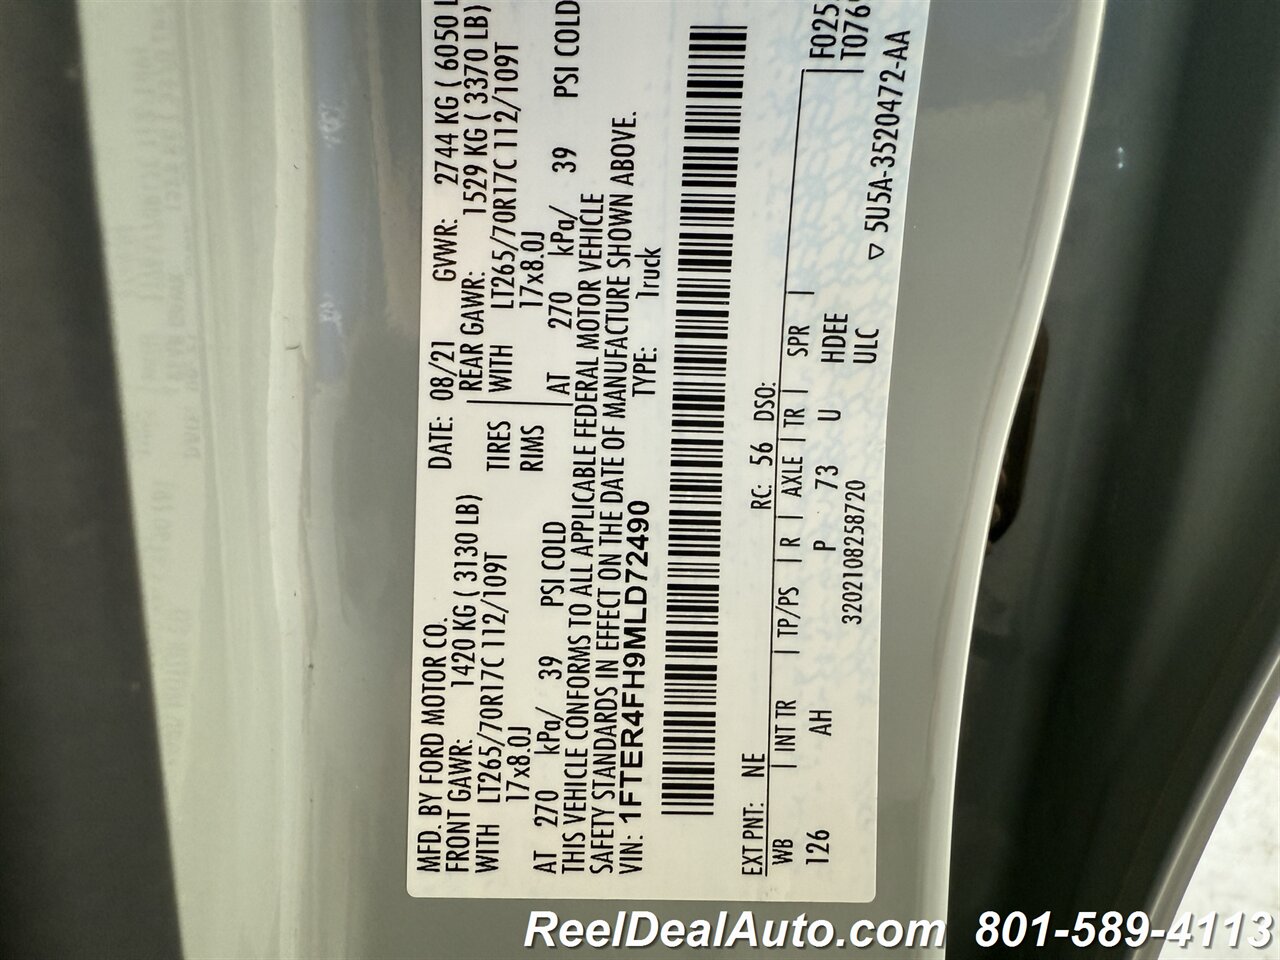 MFD. BY FORD MOTOR CO.
DATE: 08/21 GVWR: 2744 KG ( 6050 L
FRONT GAWR: 1420 KG ( 3130 LB)
REAR GAWR: 1529 KG ( 3370 LB)
WITH LT265/70R17C 112/109T TIRES WITH LT265/70R17C 112/109T
17x8.0J RIMS 17x8.0J
AT 270 kPa/ 39 PSI COLD AT 270 kPa/ 39 PSI COLD
THIS VEHICLE CONFORMS TO ALL APPLICABLE FEDERAL MOTOR VEHICLE
SAFETY STANDARDS IN EFFECT ON THE DATE OF MANUFACTURE SHOWN ABOVE.
VIN: 1FTER4FH9MLD72490 TYPE: Truck
F025
T076
EXT PNT: NE RC: 56 DSO:
WB INT TR TP/PS R AXLE TR SPR
126 AH P 73 U HDEE
ULC
3202108258720
▽ 5U5A-3520472-AA
ReelDealAuto.com 801-589-4113